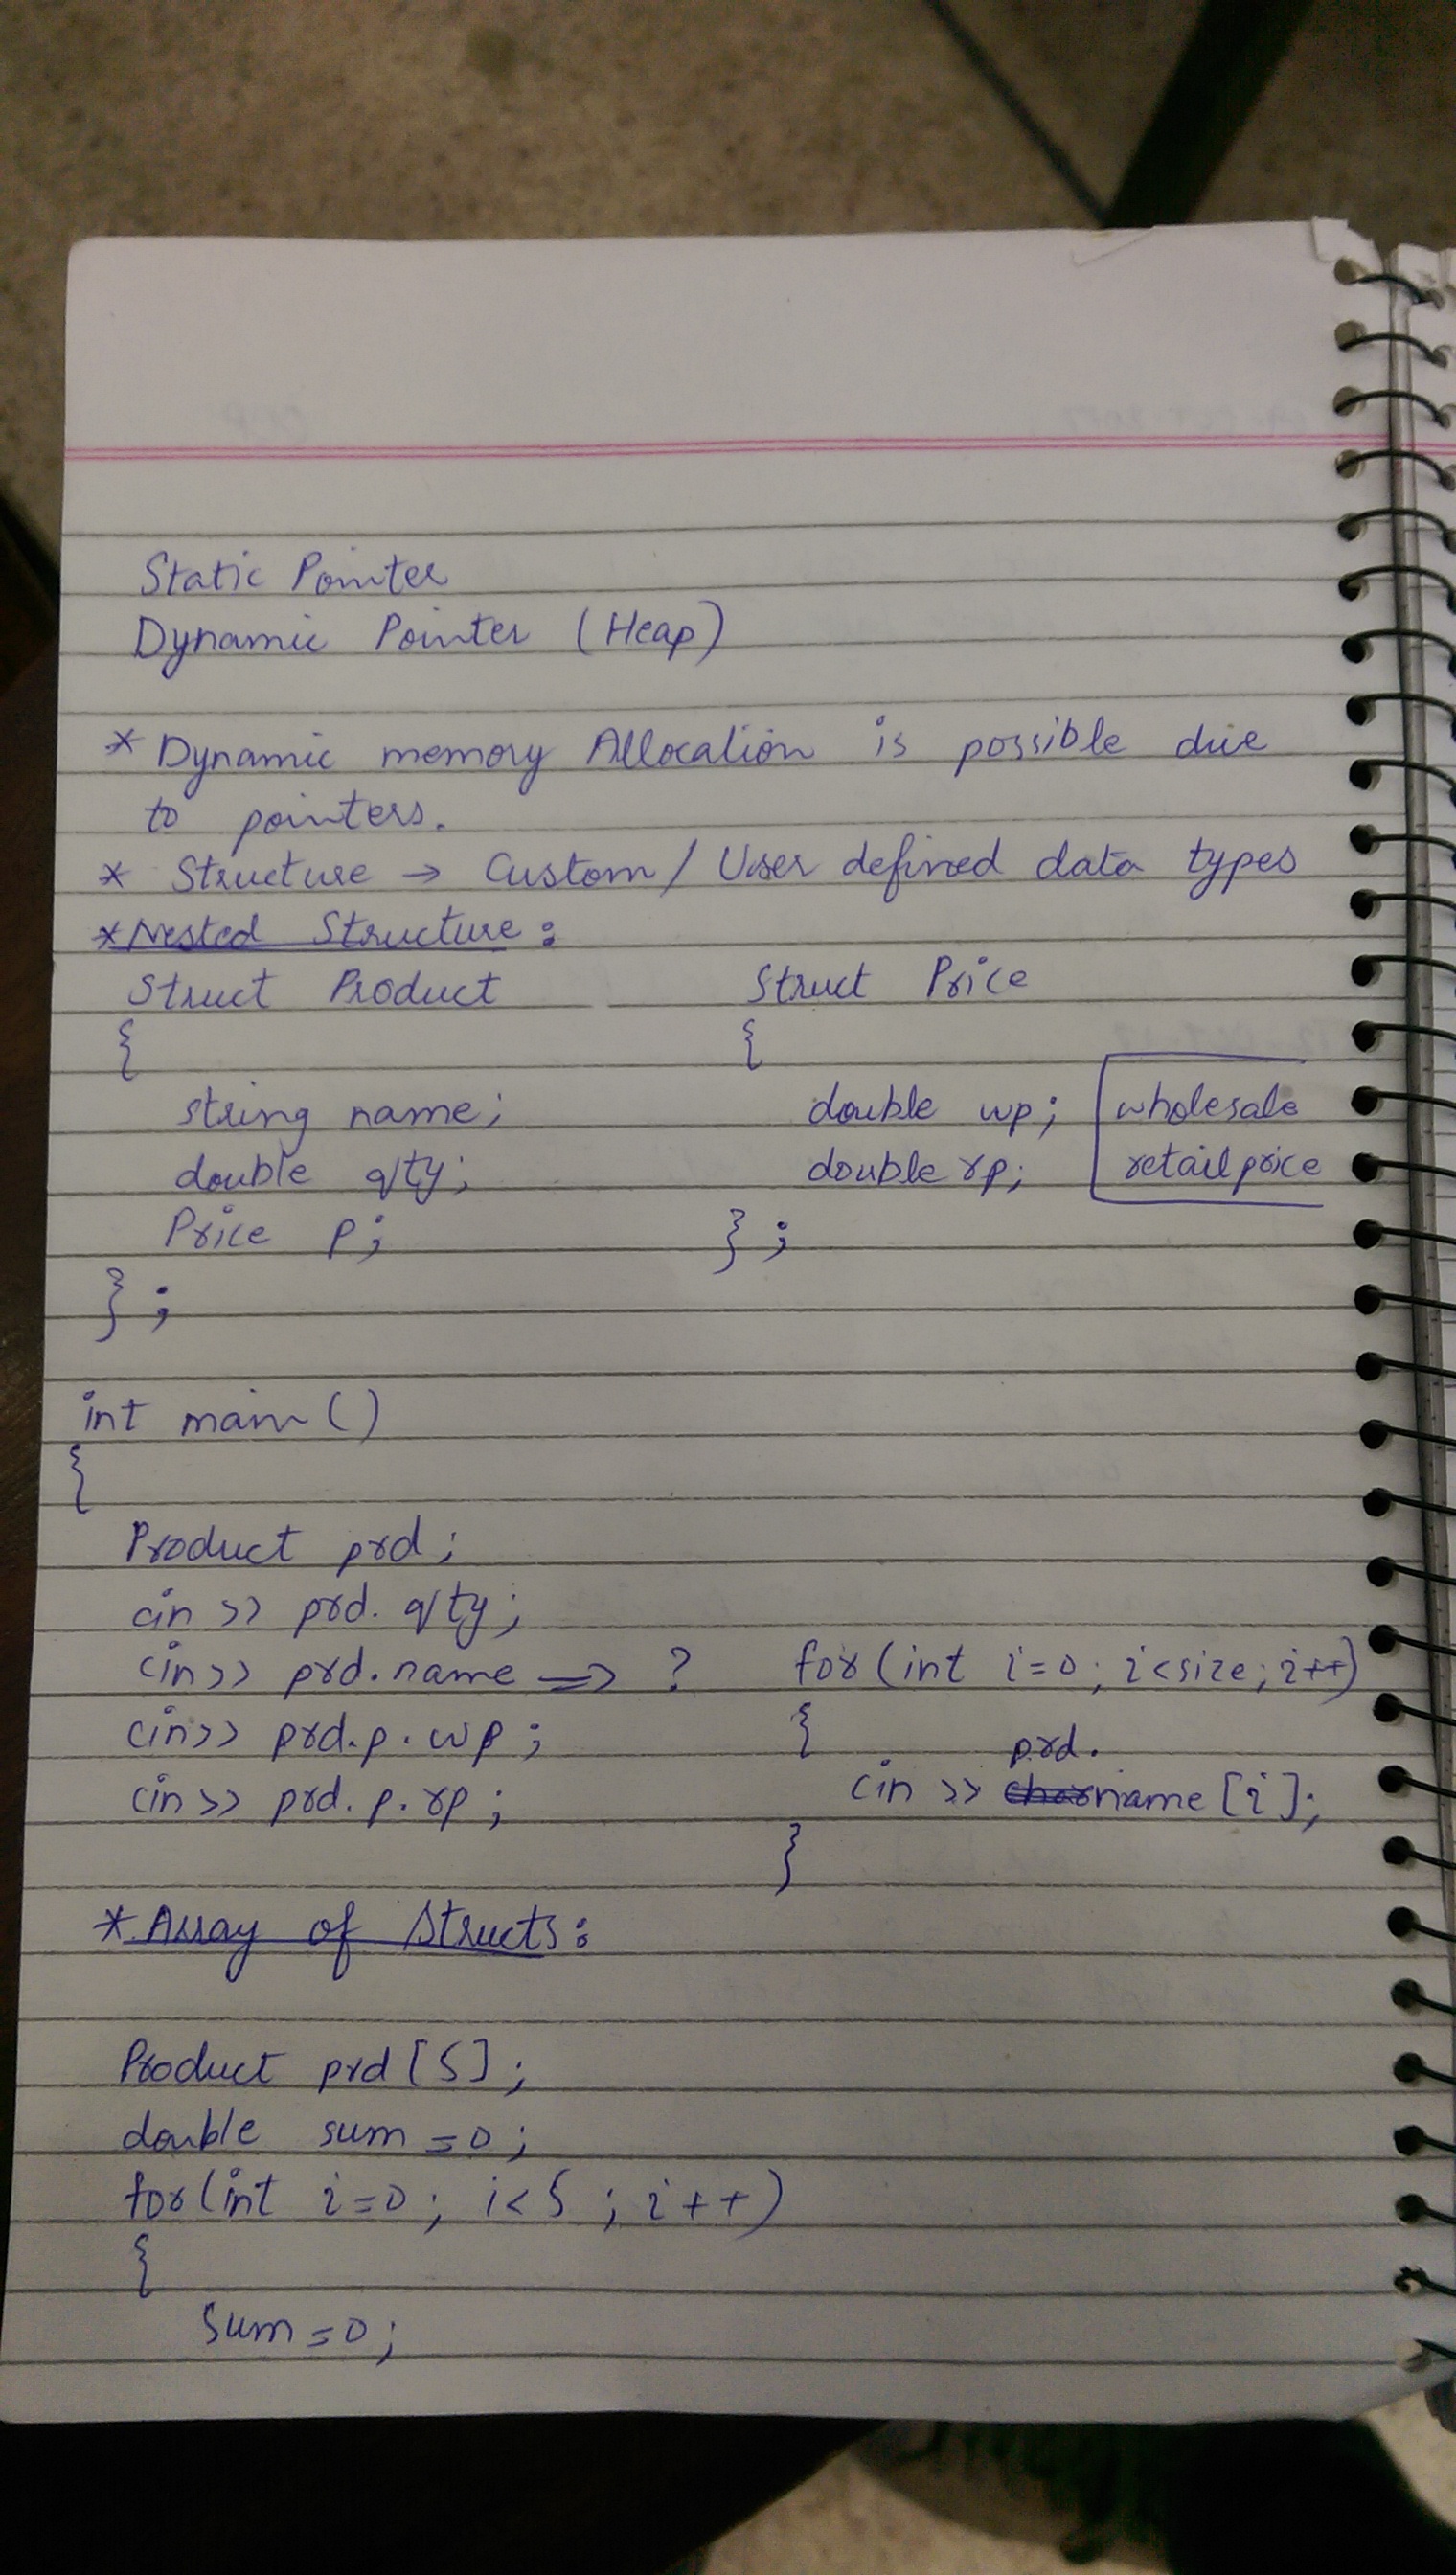 Static Pointer
Dynamic Pointer (Heap)
* Dynamic memory Allocation is possible due
to pointers.
* Structure → Custom / User defined data types
* Nested Structure :
Struct Product
{
string name;
double qty;
Price p;
};
Struct Price
{
double wp; wholesale
double rp; retail price
};
int main ()
{
Product prd;
cin >> prd. qty;
cin >> prd. name => ?
cin >> prd. p. wp;
cin >> prd. p. rp;
for (int i=0; i<size; i++)
{
prd.
cin >> name [i];
}
* Array of Structs :
Product prd [5];
double sum = 0;
for (int i=0; i<5; i++)
{
Sum = 0;